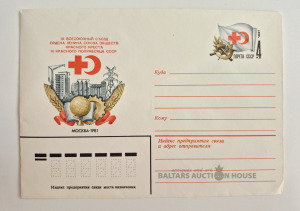 IX ВСЕСОЮЗНЫЙ СЪЕЗД
ОРДЕНА ЛЕНИНА СОЮЗА ОБЩЕСТВ
КРАСНОГО КРЕСТА
И КРАСНОГО ПОЛУМЕСЯЦА СССР
МОСКВА·1981
ПОЧТА СССР
4
Куда
Кому
Индекс предприятия связи
и адрес отправителя
BALTARS AUCTION HOUSE
Индекс предприятия связи места назначения